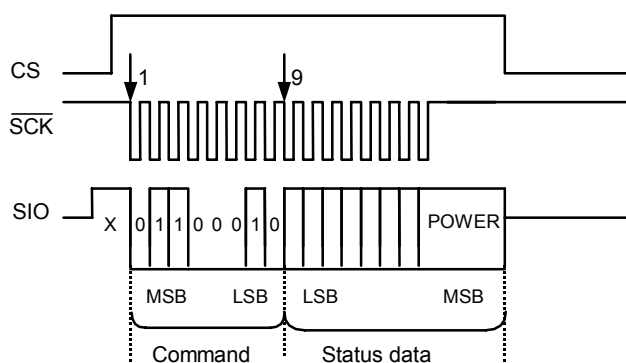 CS
1 9
SCK
SIO X 0 1 1 0 0 0 1 0 POWER
MSB LSB LSB MSB
Command Status data